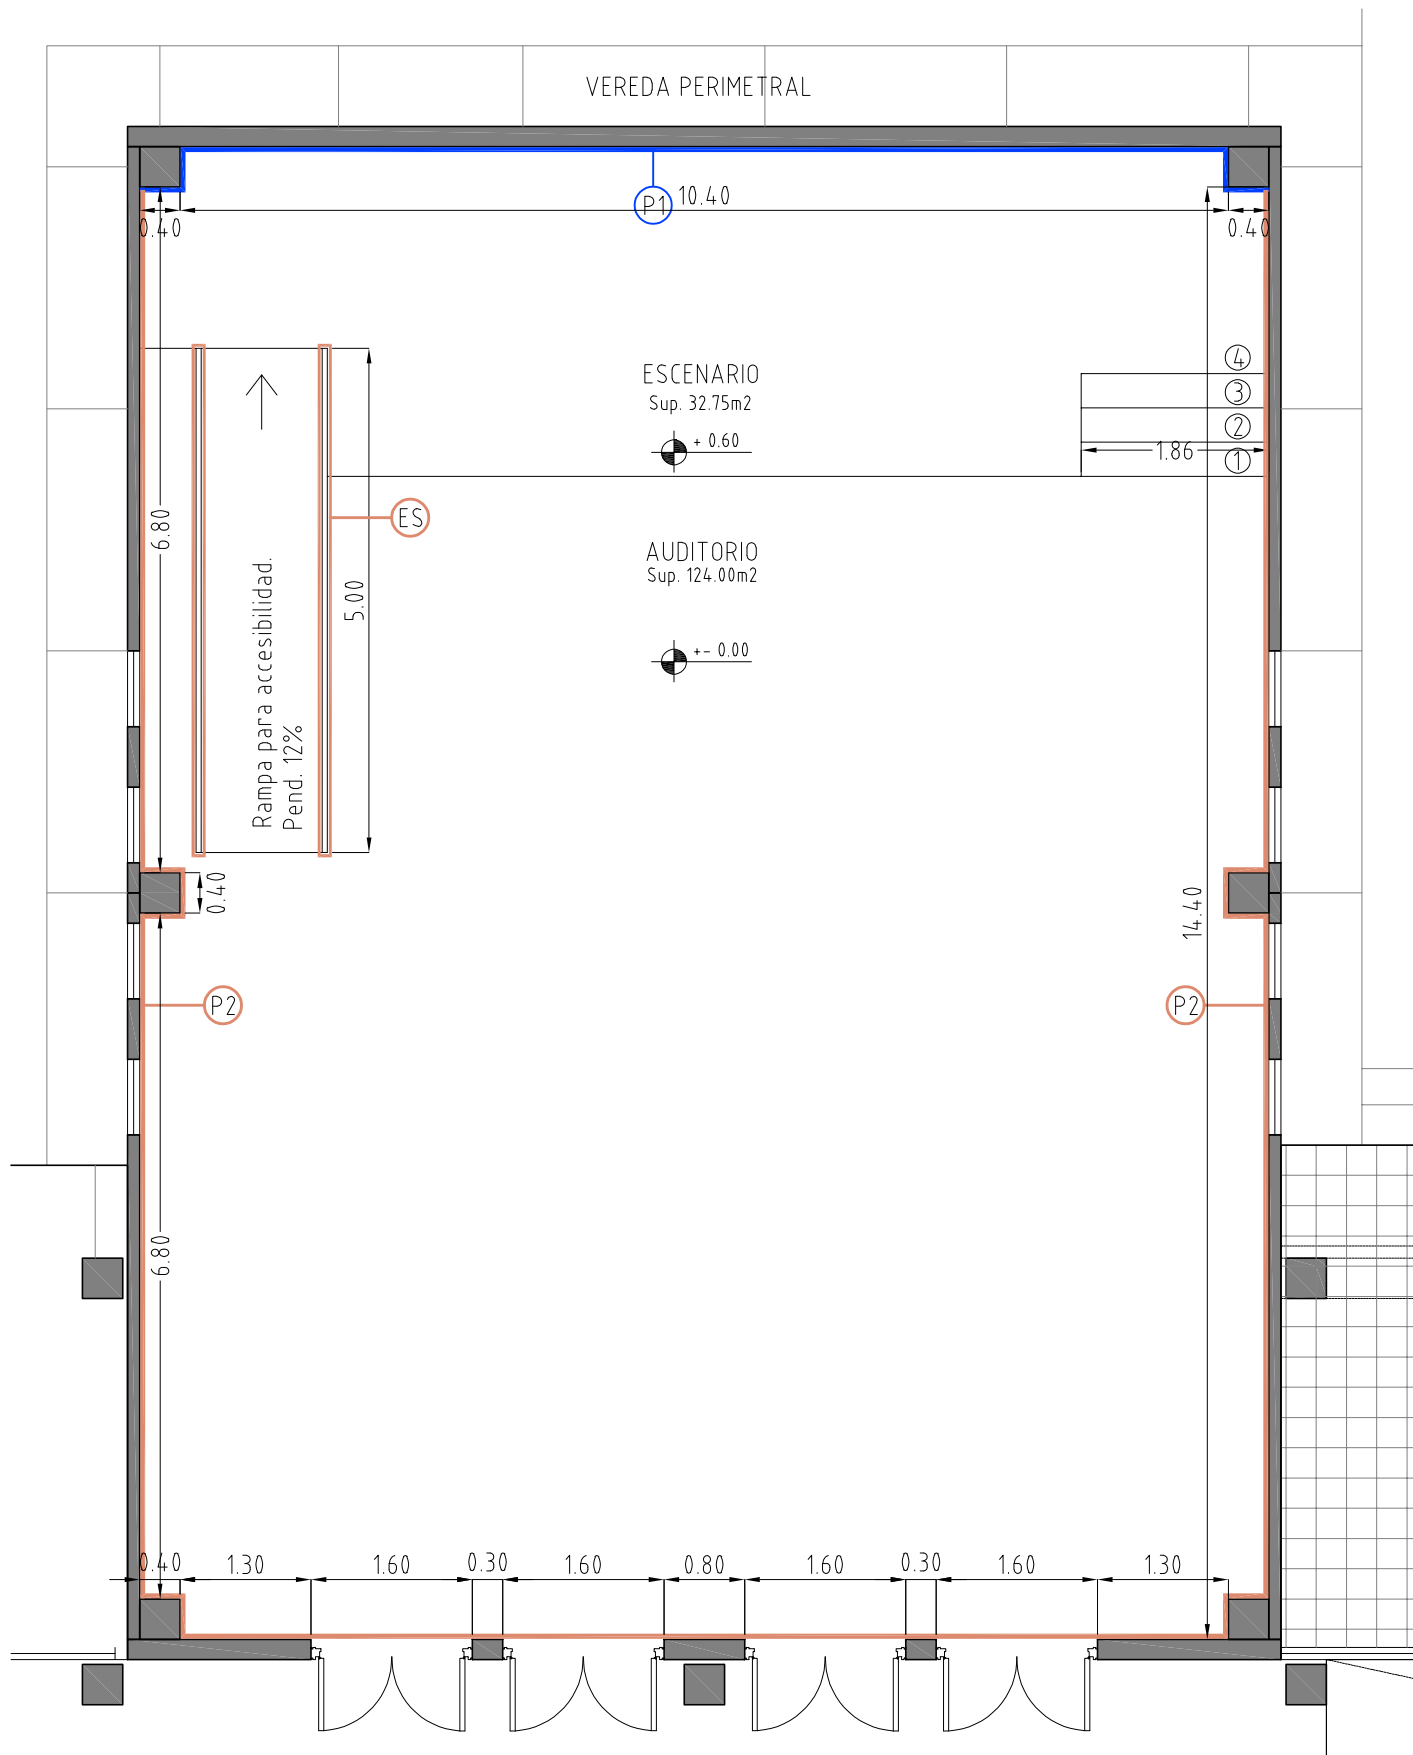 VEREDA PERIMETRAL
P1
10.40
0.40
0.40
ESCENARIO
Sup. 32.75m2
+ 0.60
4
3
2
1
1.86
6.80
ES
AUDITORIO
Sup. 124.00m2
+- 0.00
5.00
Rampa para accesibilidad.
Pend. 12%
0.40
14.40
P2
P2
6.80
0.40
1.30
1.60
0.30
1.60
0.80
1.60
0.30
1.60
1.30